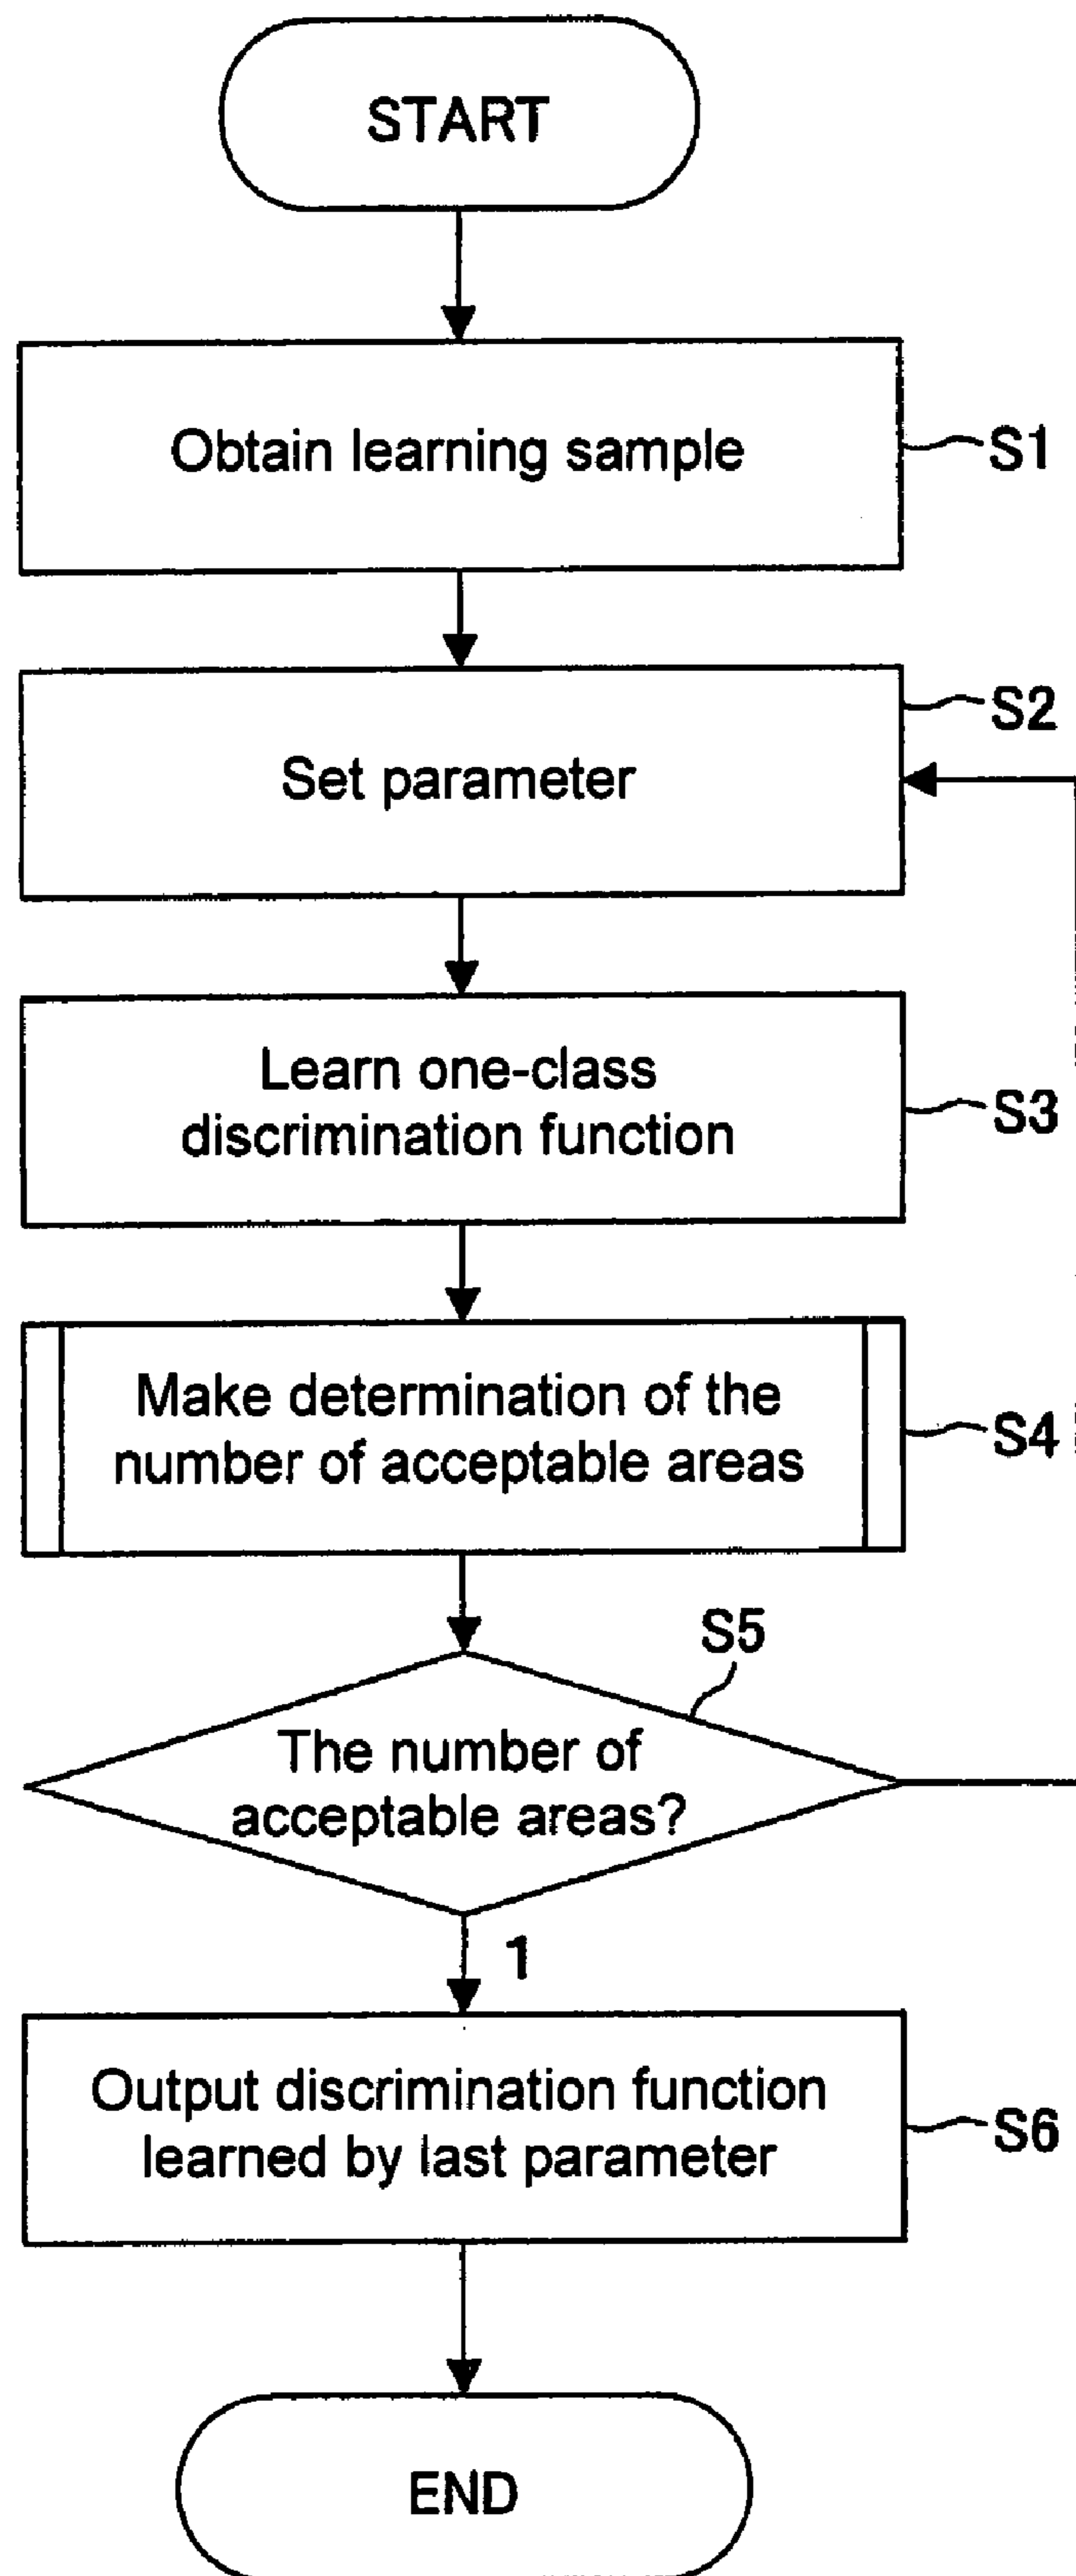 START
Obtain learning sample
S1
S2
Set parameter
Learn one-class
discrimination function
S3
Make determination of the
number of acceptable areas
S4
S5
The number of
acceptable areas?
1
Output discrimination function
learned by last parameter
S6
END